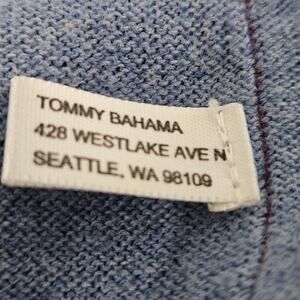 TOMMY BAHAMA
428 WESTLAKE AVE N
SEATTLE, WA 98109